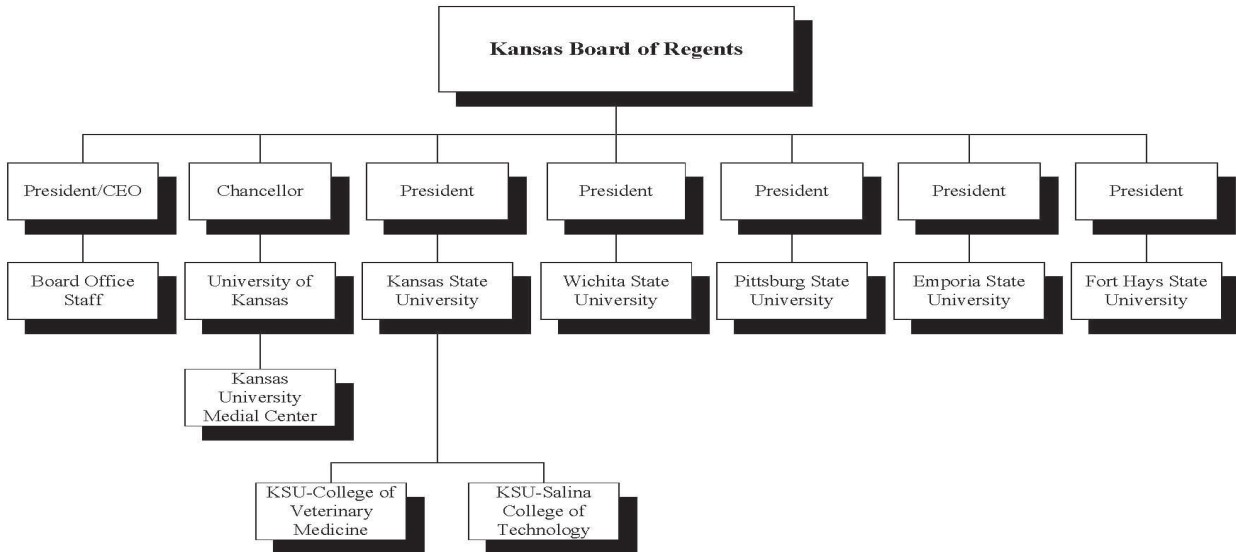 Kansas Board of Regents
President/CEO
Chancellor
President
President
President
President
President
Board Office
Staff
University of
Kansas
Kansas State
University
Wichita State
University
Pittsburg State
University
Emporia State
University
Fort Hays State
University
Kansas
University
Medial Center
KSU-College of
Veterinary
Medicine
KSU-Salina
College of
Technology